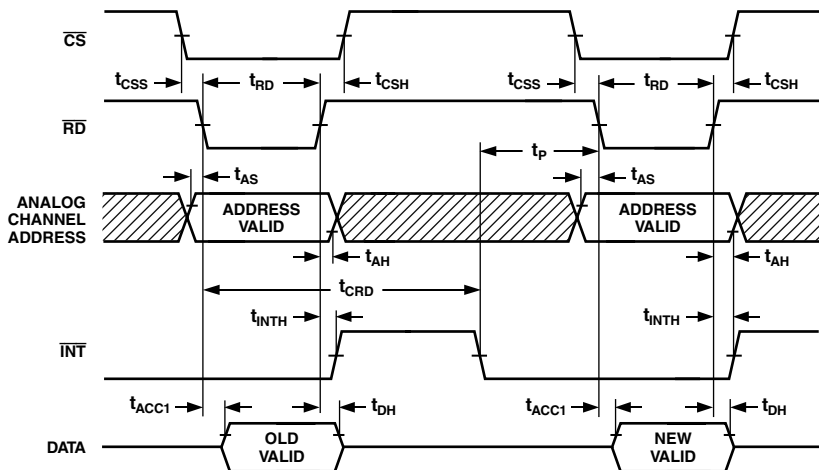 CS
tCSS
tRD
tCSH
tCSS
tRD
tCSH
RD
tP
tAS
tAS
ANALOG
CHANNEL
ADDRESS
ADDRESS
VALID
ADDRESS
VALID
tAH
tAH
tCRD
tINTH
tINTH
INT
tACC1
tDH
tACC1
tDH
DATA
OLD
VALID
NEW
VALID